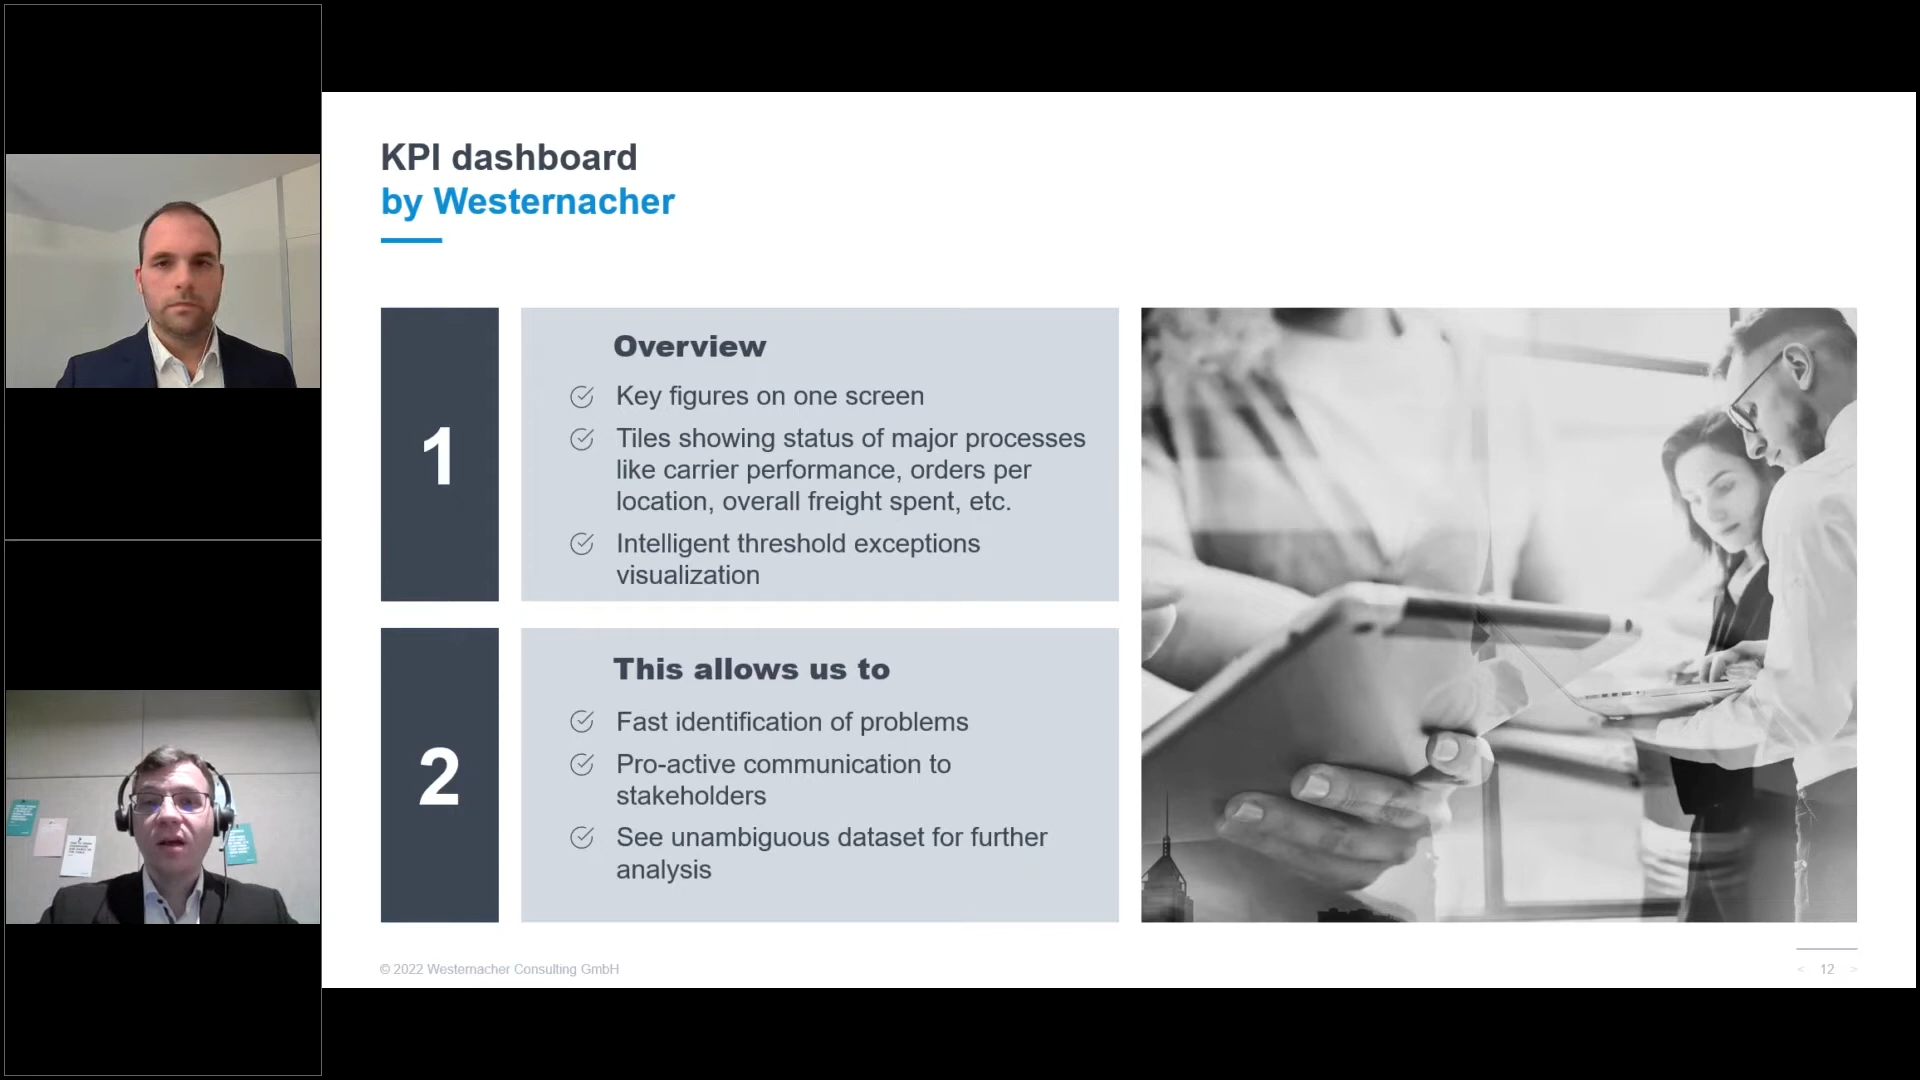 KPI dashboard
by Westernacher
1
Overview
Key figures on one screen
Tiles showing status of major processes
like carrier performance, orders per
location, overall freight spent, etc.
Intelligent threshold exceptions
visualization
2
This allows us to
Fast identification of problems
Pro-active communication to
stakeholders
See unambiguous dataset for further
analysis
© 2022 Westernacher Consulting GmbH
< 12 >